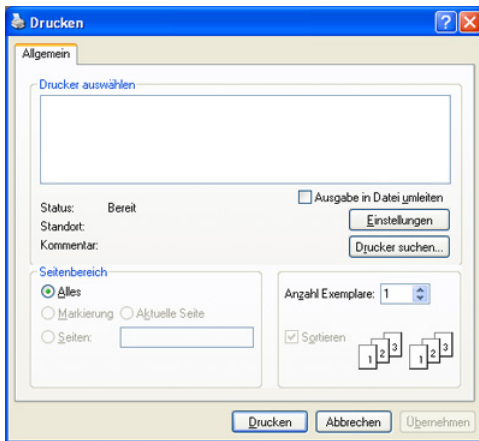 Drucken
Allgemein
Drucker auswählen
Ausgabe in Datei umleiten
Status: Bereit
Einstellungen
Standort:
Kommentar:
Drucker suchen...
Seitenbereich
Alles
Markierung Aktuelle Seite
Seiten:
Anzahl Exemplare: 1
Sortieren
1 2 3 1 2 3
Drucken Abbrechen Übernehmen